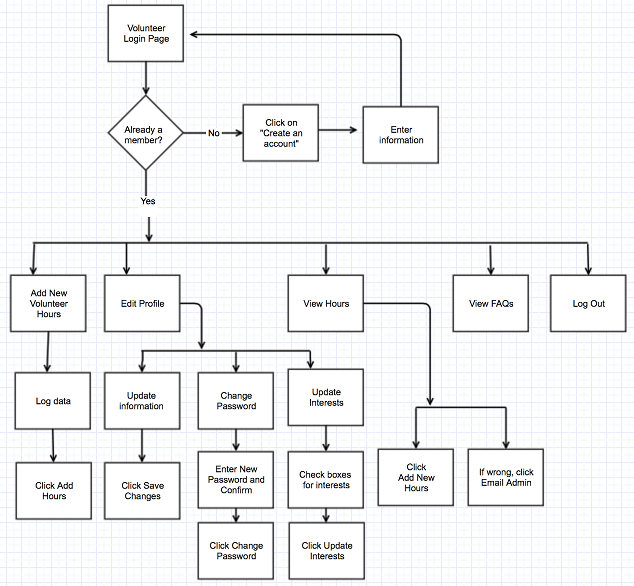 Volunteer
Login Page
Already a
member?
No
Click on
"Create an
account"
Enter
information
Yes
Add New
Volunteer
Hours
Edit Profile
View Hours
View FAQs
Log Out
Log data
Update
information
Change
Password
Update
Interests
Click Add
Hours
Click Save
Changes
Enter New
Password and
Confirm
Check boxes
for interests
Click
Add New
Hours
If wrong, click
Email Admin
Click Change
Password
Click Update
Interests